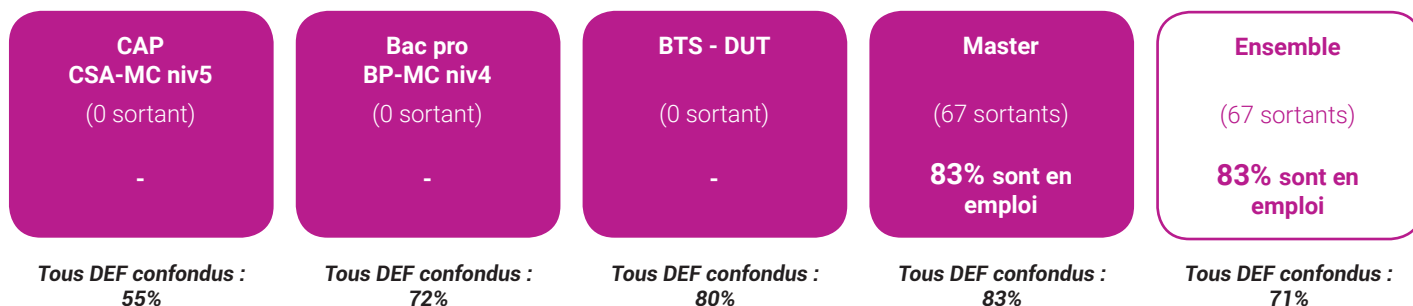 CAP
CSA-MC niv5
(0 sortant)
-
Tous DEF confondus :
55%
Bac pro
BP-MC niv4
(0 sortant)
-
Tous DEF confondus :
72%
BTS - DUT
(0 sortant)
-
Tous DEF confondus :
80%
Master
(67 sortants)
83% sont en
emploi
Tous DEF confondus :
83%
Ensemble
(67 sortants)
83% sont en
emploi
Tous DEF confondus :
71%